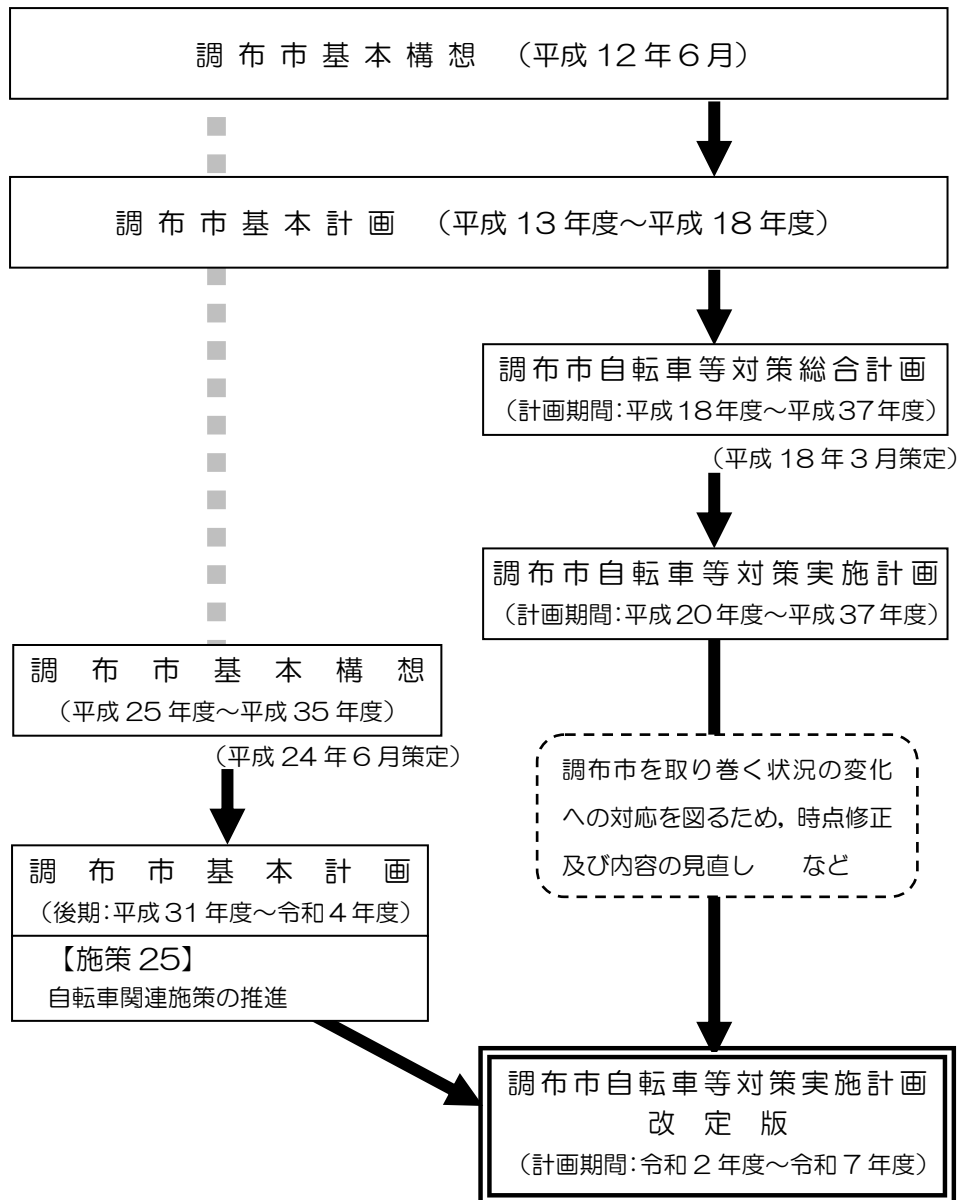 調布市基本構想 (平成12年6月)
調布市基本計画 (平成13年度～平成18年度)
調布市自転車等対策総合計画
(計画期間:平成18年度～平成37年度)
(平成18年3月策定)
調布市自転車等対策実施計画
(計画期間:平成20年度～平成37年度)
調布市基本構想
(平成25年度～平成35年度)
(平成24年6月策定)
調布市を取り巻く状況の変化
への対応を図るため,時点修正
及び内容の見直し など
調布市基本計画
(後期:平成31年度～令和4年度)
【施策25】
自転車関連施策の推進
調布市自転車等対策実施計画
改定版
(計画期間:令和2年度～令和7年度)